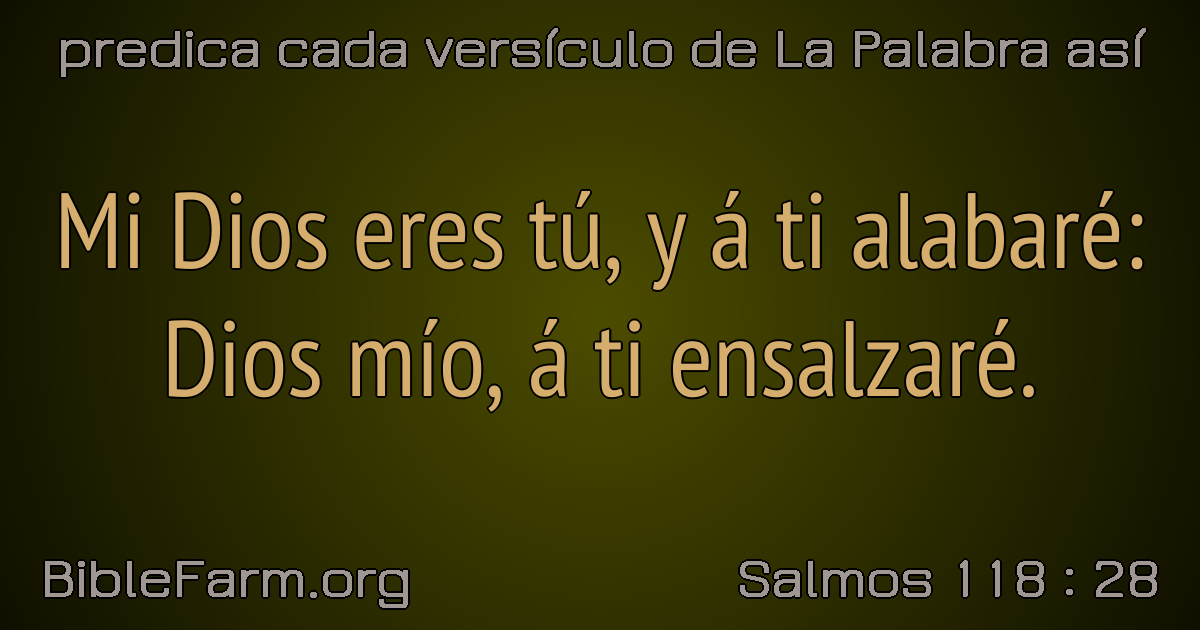 predica cada versículo de La Palabra así
Mi Dios eres tú, y á ti alabaré:
Dios mío, á ti ensalzaré.
BibleFarm.org
Salmos 118 : 28